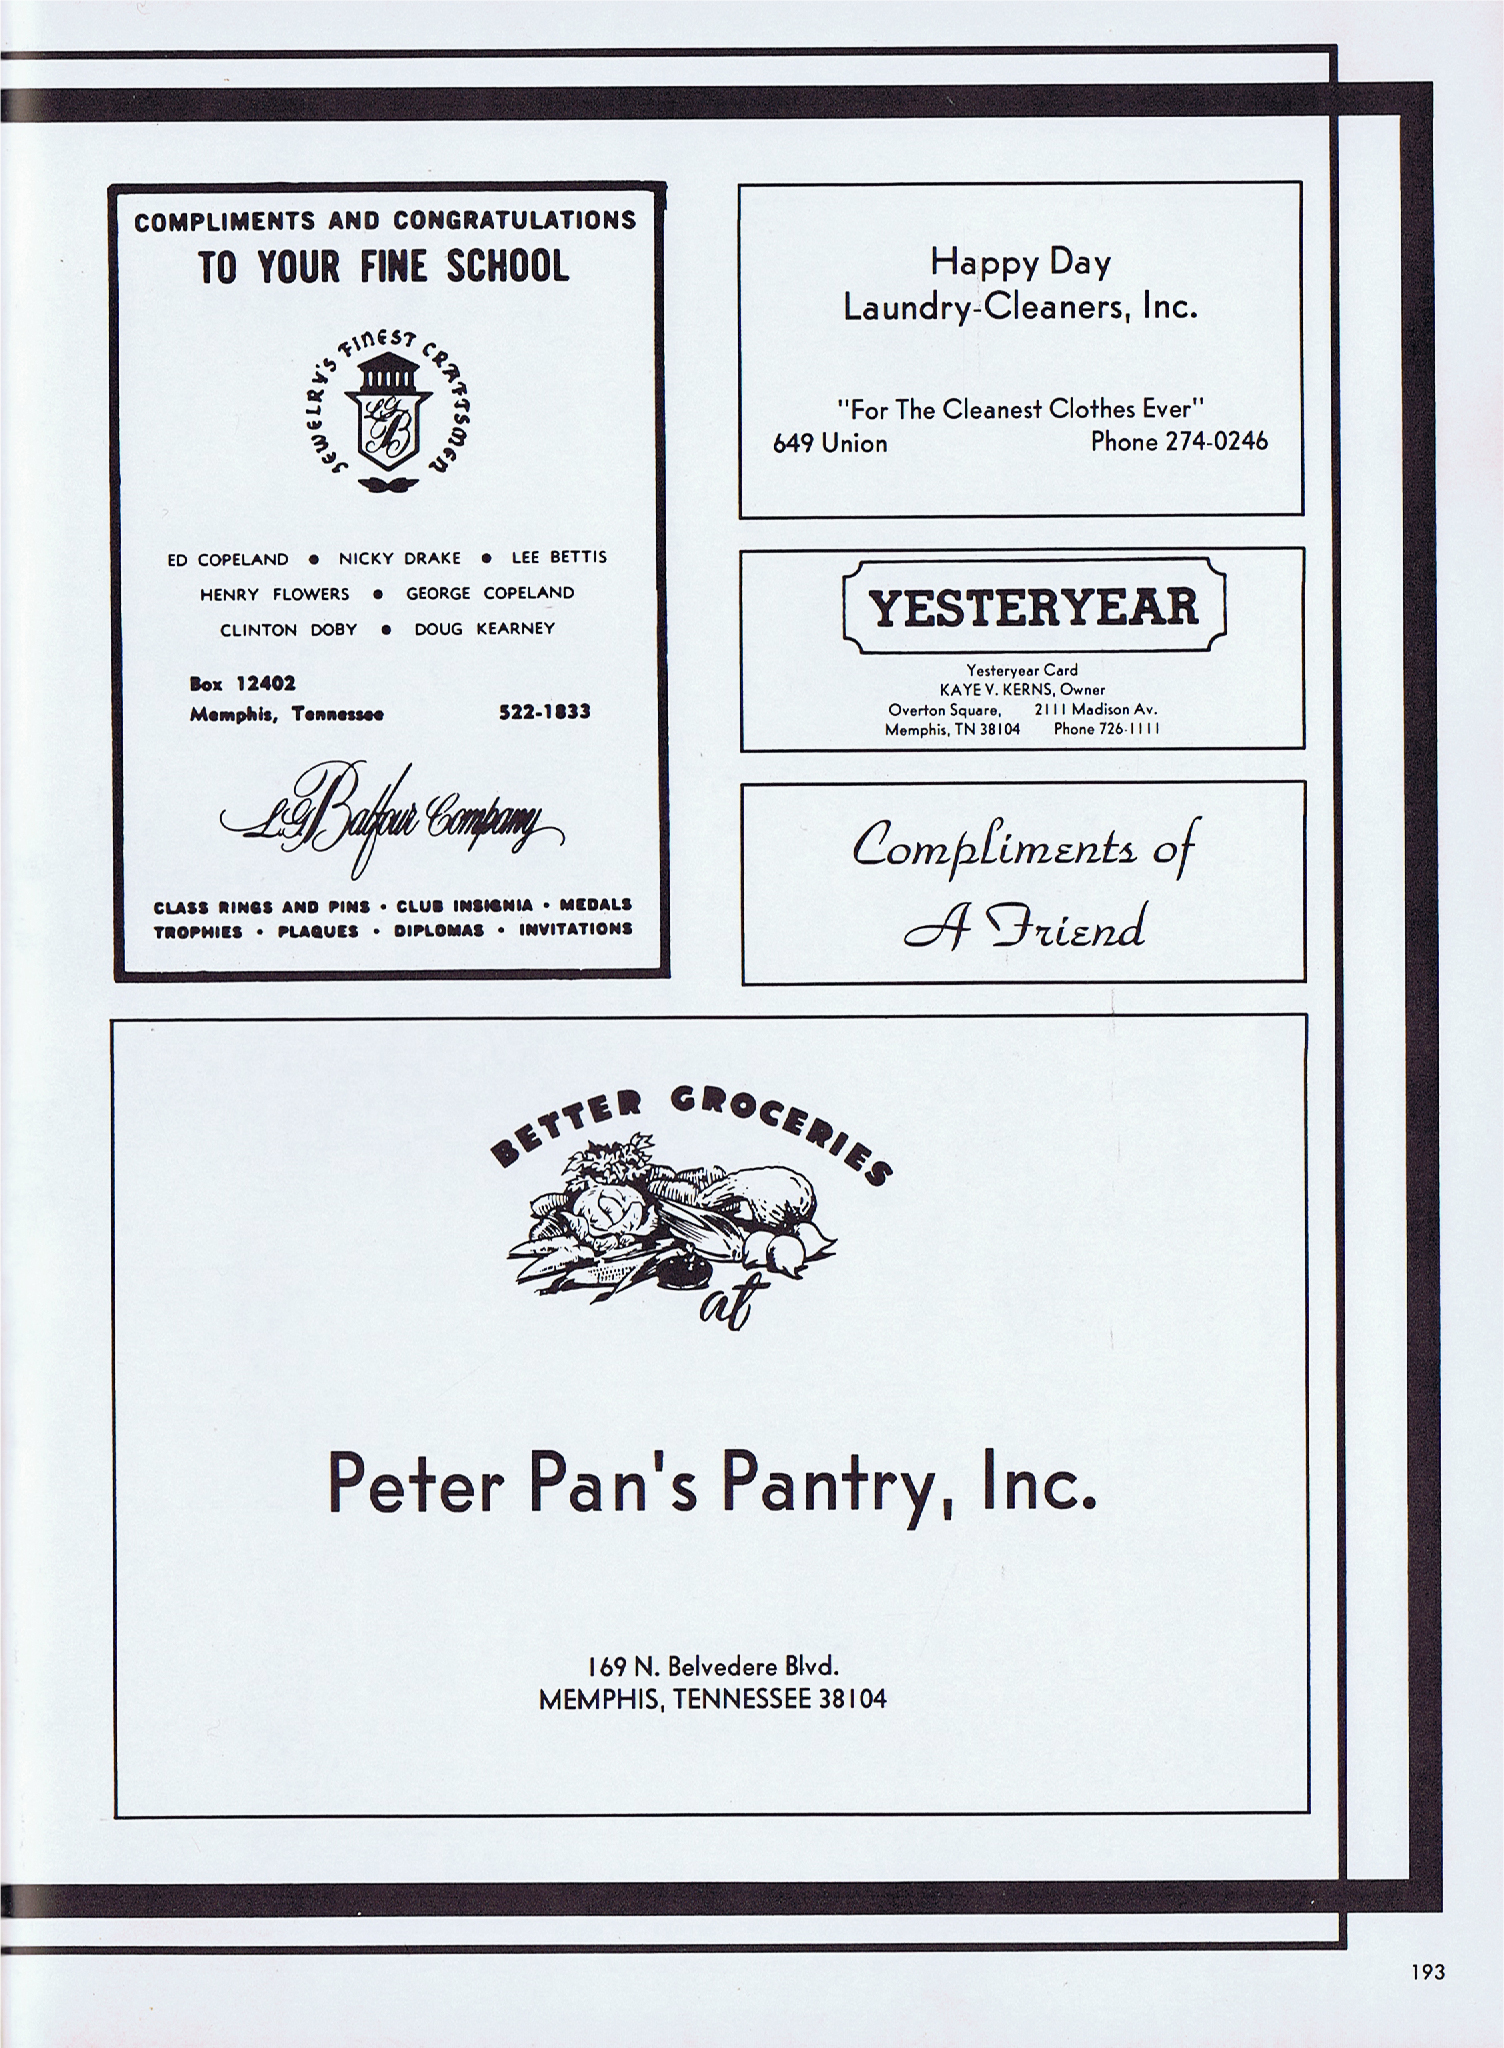 COMPLIMENTS AND CONGRATULATIONS
TO YOUR FINE SCHOOL
JEWELRY'S FINEST CRAFTSMEN
LGB
ED COPELAND • NICKY DRAKE • LEE BETTIS
HENRY FLOWERS • GEORGE COPELAND
CLINTON DOBY • DOUG KEARNEY
Box 12402
Memphis, Tennessee 522-1833
L.G. Balfour Company
CLASS RINGS AND PINS • CLUB INSIGNIA • MEDALS
TROPHIES • PLAQUES • DIPLOMAS • INVITATIONS
Happy Day
Laundry-Cleaners, Inc.
"For The Cleanest Clothes Ever"
649 Union Phone 274-0246
YESTERYEAR
Yesteryear Card
KAYE V. KERNS, Owner
Overton Square, 2111 Madison Av.
Memphis, TN 38104 Phone 726-1111
Compliments of
A Friend
BETTER GROCERIES
at
Peter Pan's Pantry, Inc.
169 N. Belvedere Blvd.
MEMPHIS, TENNESSEE 38104
193